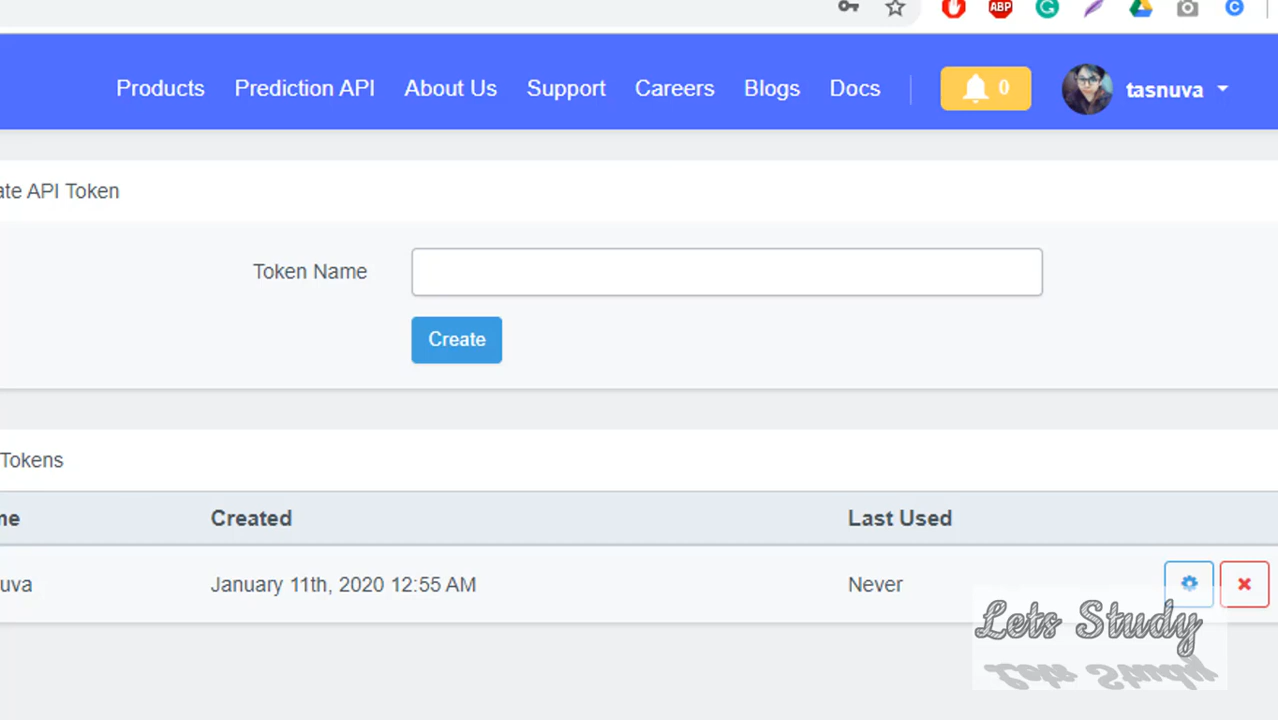 ABP
Products Prediction API About Us Support Careers Blogs Docs 0 tasnuva
ate API Token
Token Name
Create
Tokens
me Created Last Used
uva January 11th, 2020 12:55 AM Never
Lets Study